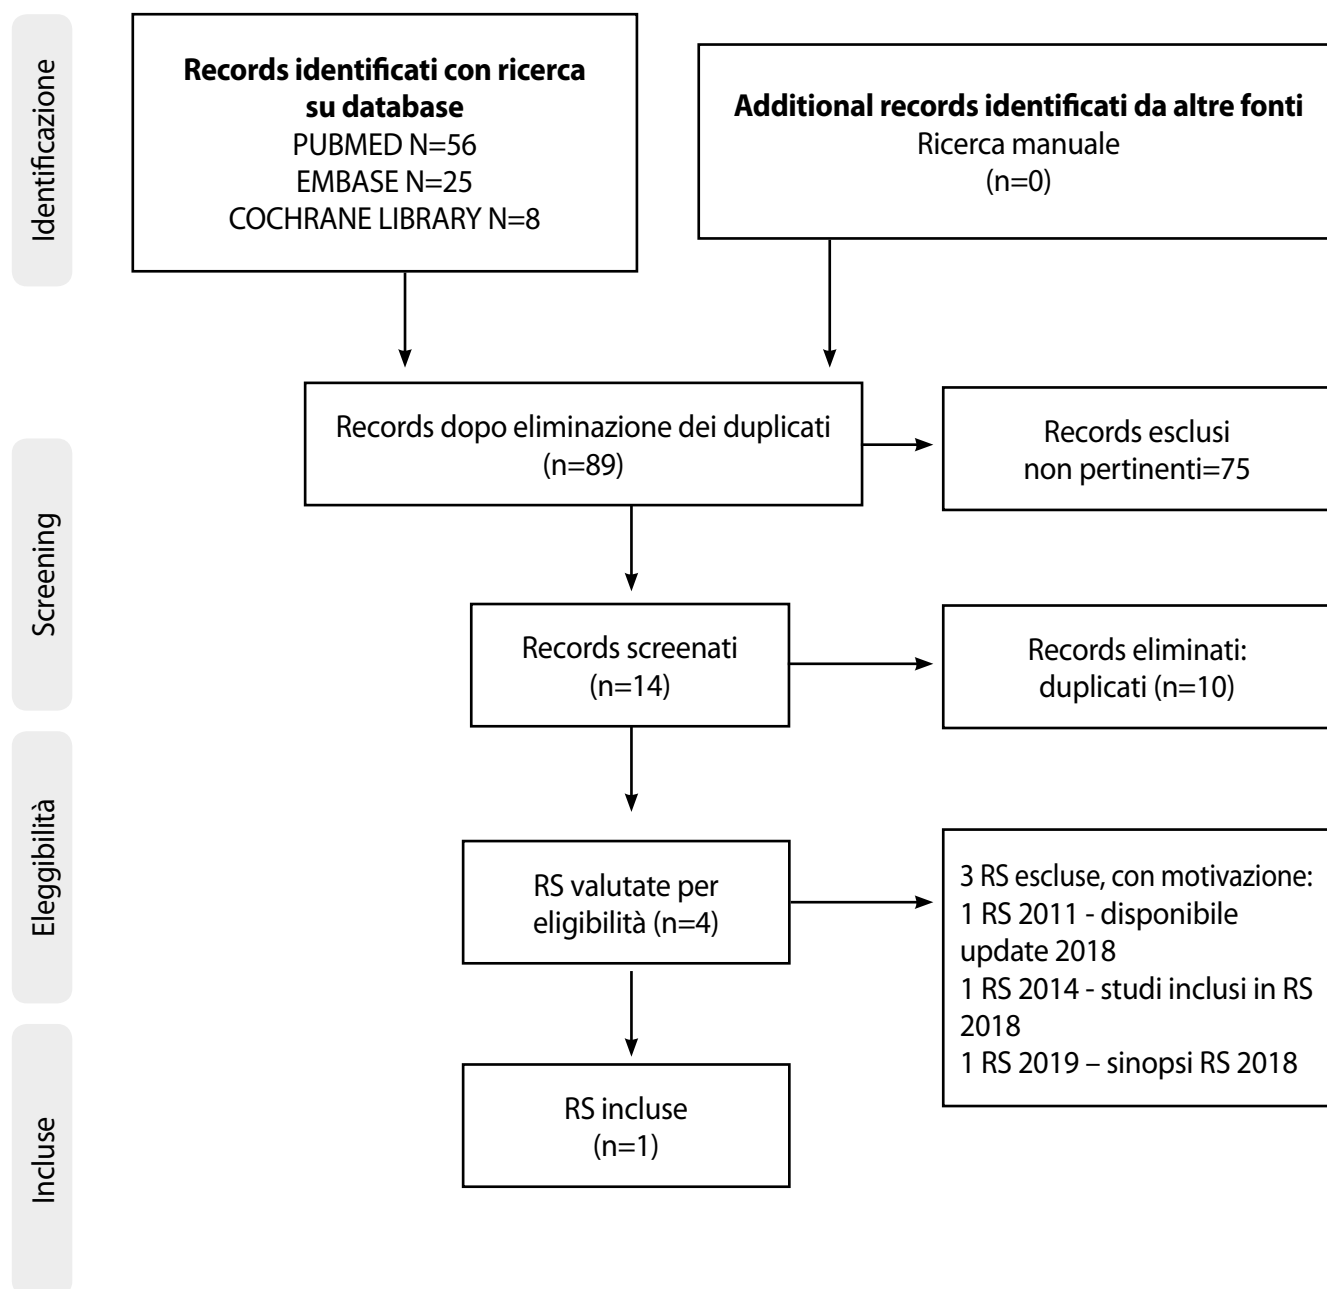 Identificazione
Records identificati con ricerca
su database
PUBMED N=56
EMBASE N=25
COCHRANE LIBRARY N=8
Additional records identificati da altre fonti
Ricerca manuale
(n=0)
Screening
Records dopo eliminazione dei duplicati
(n=89)
Records esclusi
non pertinenti=75
Records screenati
(n=14)
Records eliminati:
duplicati (n=10)
Eleggibilità
RS valutate per
eligibilità (n=4)
3 RS escluse, con motivazione:
1 RS 2011 - disponibile
update 2018
1 RS 2014 - studi inclusi in RS
2018
1 RS 2019 – sinopsi RS 2018
Incluse
RS incluse
(n=1)